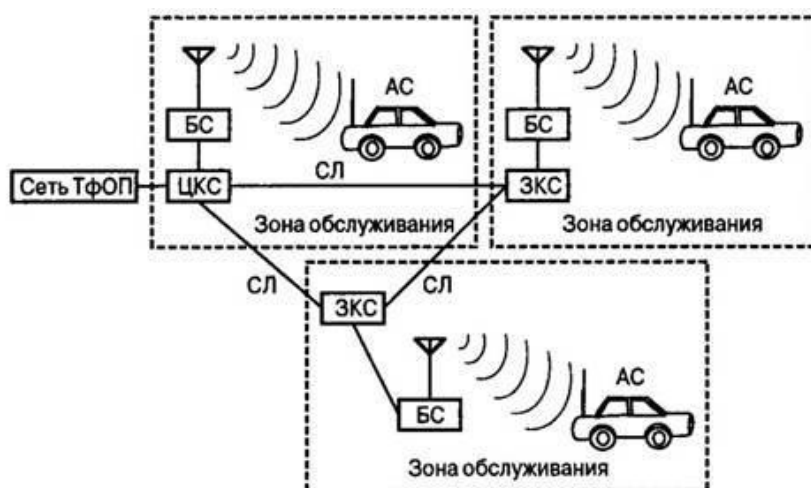 АС
АС
БС
БС
СЛ
Сеть ТфОП
ЦКС
ЗКС
Зона обслуживания
Зона обслуживания
СЛ
СЛ
ЗКС
АС
БС
Зона обслуживания